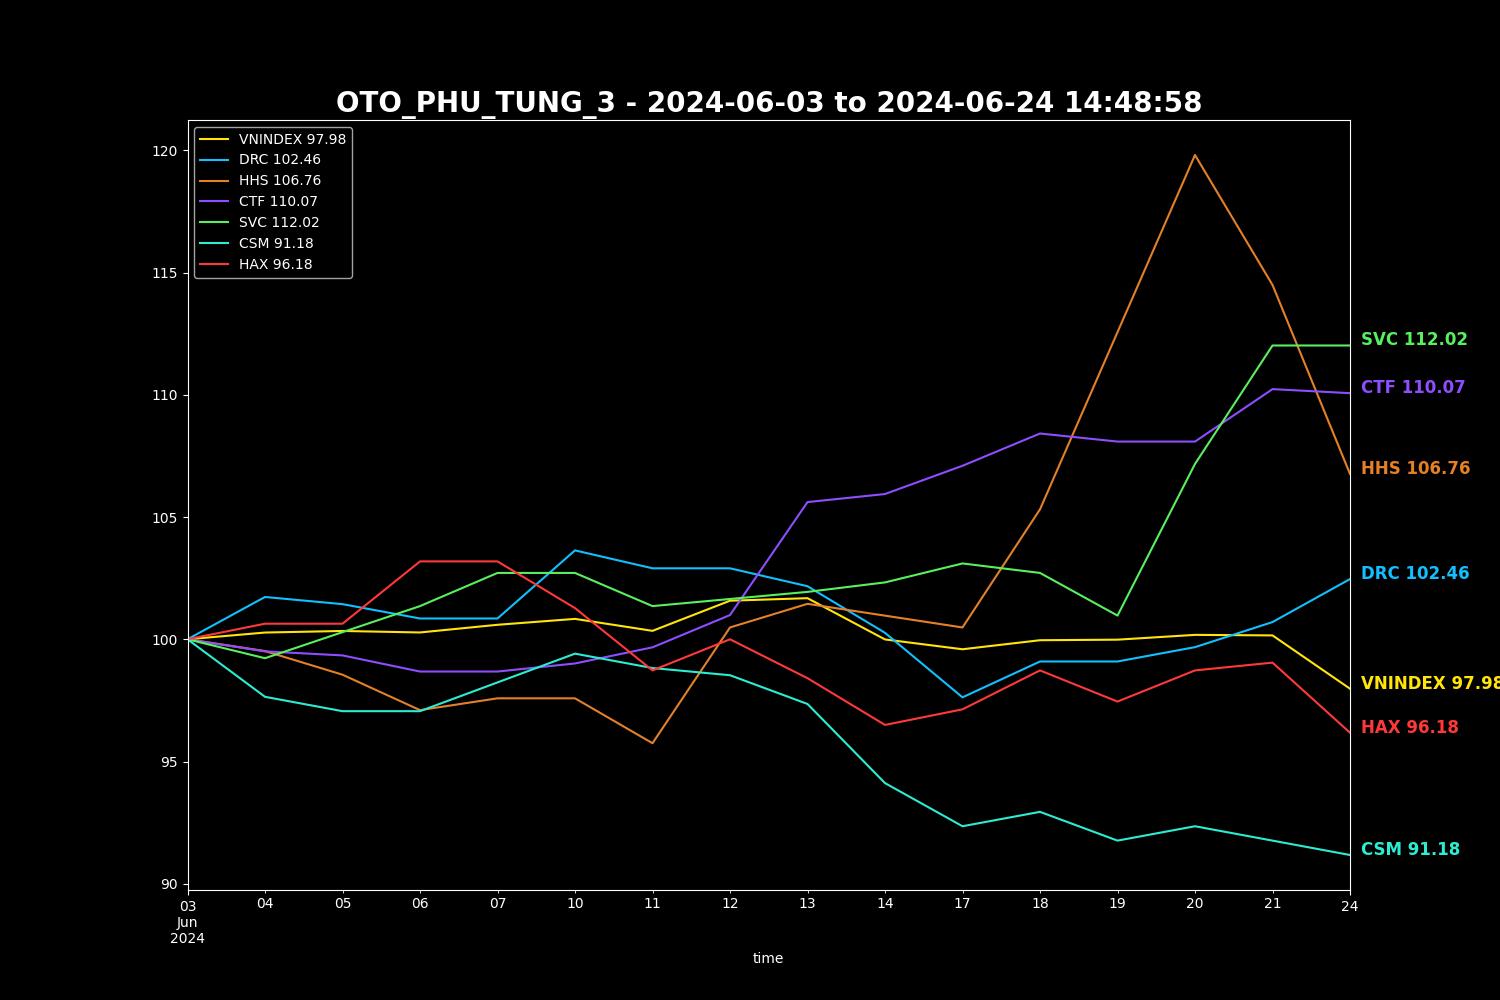 OTO_PHU_TUNG_3 - 2024-06-03 to 2024-06-24 14:48:58
VNINDEX 97.98
DRC 102.46
HHS 106.76
CTF 110.07
SVC 112.02
CSM 91.18
HAX 96.18
120
115
110
105
100
95
90
SVC 112.02
CTF 110.07
HHS 106.76
DRC 102.46
VNINDEX 97.98
HAX 96.18
CSM 91.18
03 04 05 06 07 10 11 12 13 14 17 18 19 20 21 24
Jun
2024
time